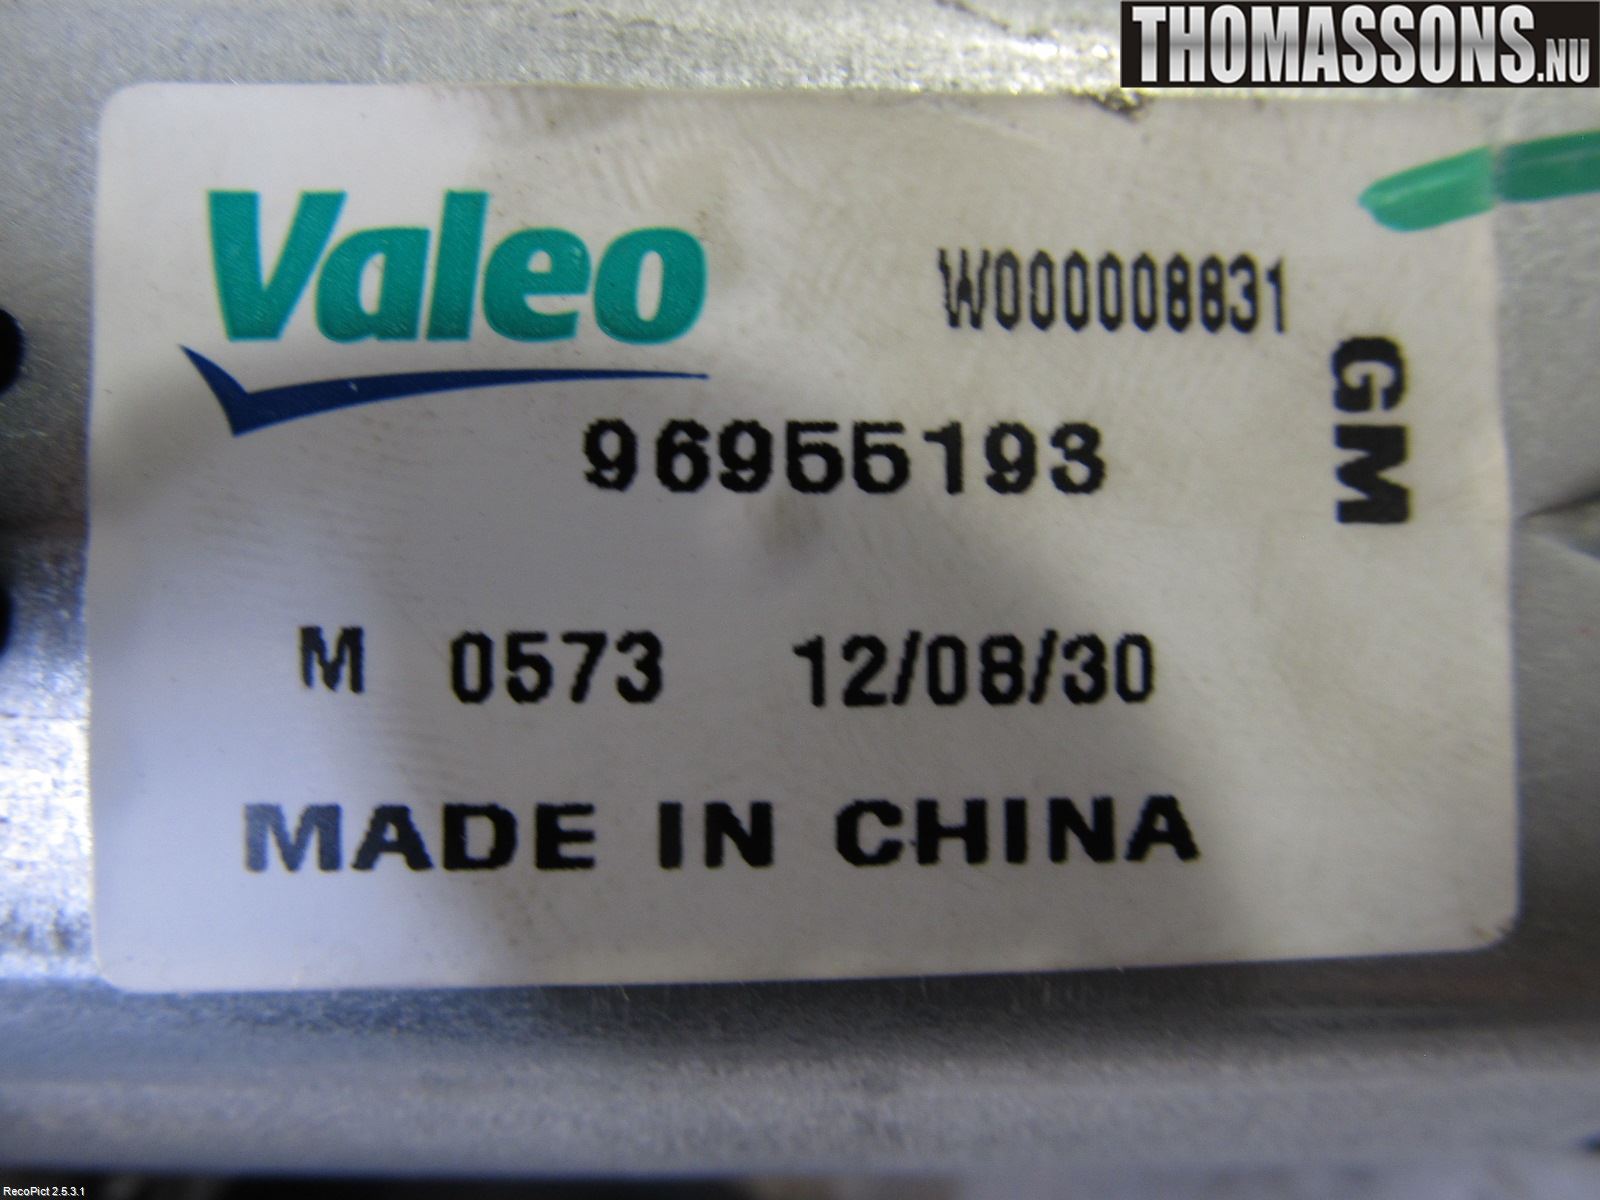 THOMASSONS.NU
Valeo
W000008831
GM
96955193
M 0573 12/08/30
MADE IN CHINA
RecoPict 2.5.3.1